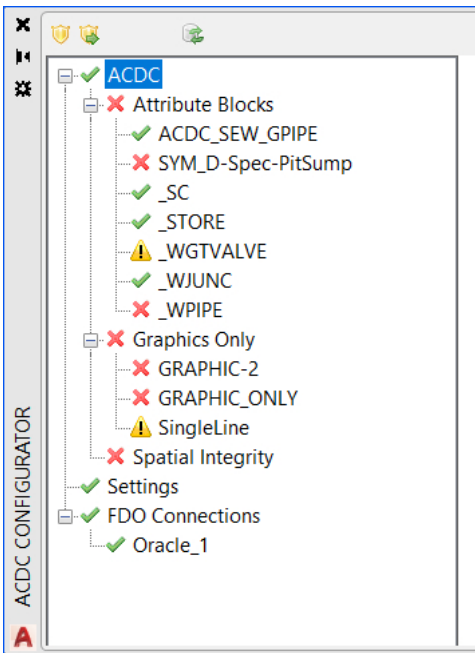 ACDC
Attribute Blocks
ACDC_SEW_GPIPE
SYM_D-Spec-PitSump
_SC
_STORE
_WGTVALVE
_WJUNC
_WPIPE
Graphics Only
GRAPHIC-2
GRAPHIC_ONLY
SingleLine
Spatial Integrity
Settings
FDO Connections
Oracle_1
ACDC CONFIGURATOR